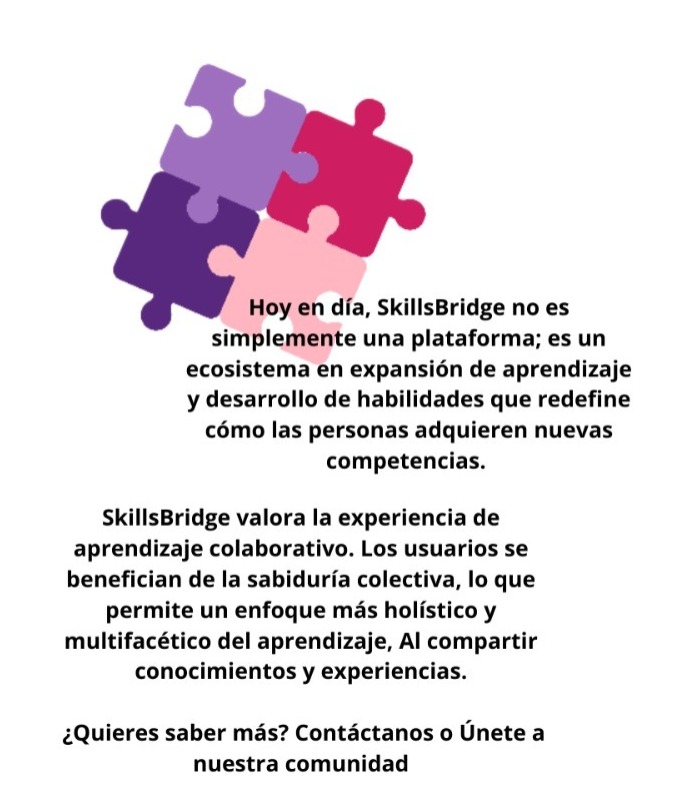 Hoy en día, SkillsBridge no es
simplemente una plataforma; es un
ecosistema en expansión de aprendizaje
y desarrollo de habilidades que redefine
cómo las personas adquieren nuevas
competencias.
SkillsBridge valora la experiencia de
aprendizaje colaborativo. Los usuarios se
benefician de la sabiduría colectiva, lo que
permite un enfoque más holístico y
multifacético del aprendizaje, Al compartir
conocimientos y experiencias.
¿Quieres saber más? Contáctanos o Únete a
nuestra comunidad